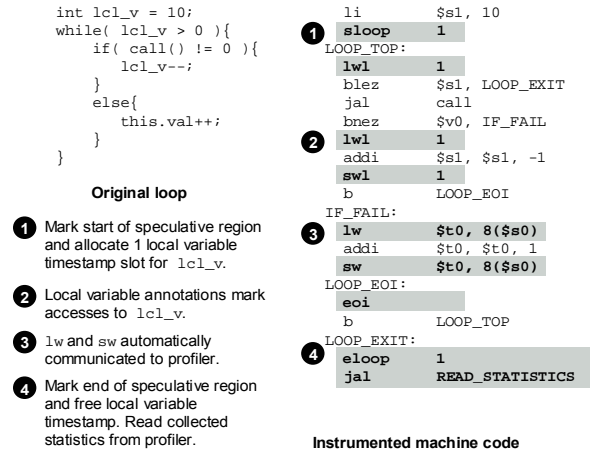 int lcl_v = 10;
while( lcl_v > 0 ){
if( call() != 0 ){
lcl_v--;
}
else{
this.val++;
}
}
Original loop
1 Mark start of speculative region
and allocate 1 local variable
timestamp slot for lcl_v.
2 Local variable annotations mark
accesses to lcl_v.
3 lw and sw automatically
communicated to profiler.
4 Mark end of speculative region
and free local variable
timestamp. Read collected
statistics from profiler.
li $s1, 10
1 sloop 1
LOOP_TOP:
lwl 1
blez $s1, LOOP_EXIT
jal call
bnez $v0, IF_FAIL
2 lwl 1
addi $s1, $s1, -1
swl 1
b LOOP_EOI
IF_FAIL:
3 lw $t0, 8($s0)
addi $t0, $t0, 1
sw $t0, 8($s0)
LOOP_EOI:
eoi
b LOOP_TOP
LOOP_EXIT:
4 eloop 1
jal READ_STATISTICS
Instrumented machine code